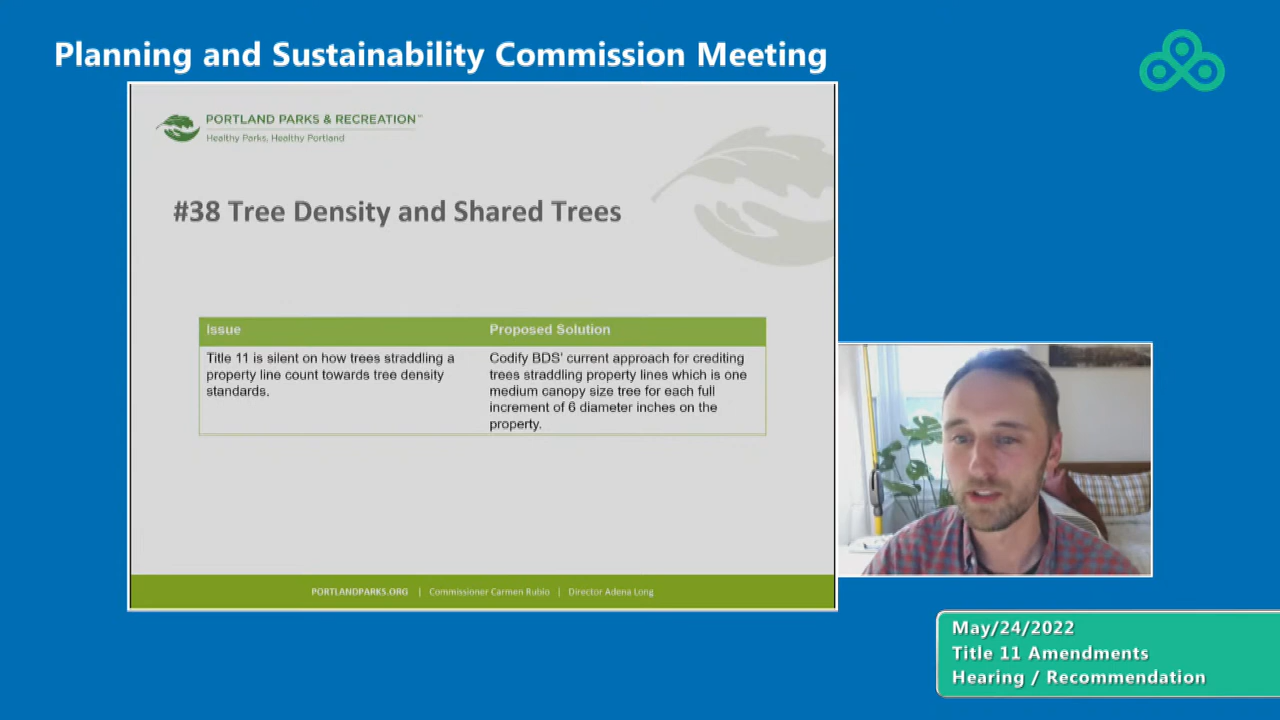 Planning and Sustainability Commission Meeting
PORTLAND PARKS & RECREATION™
Healthy Parks, Healthy Portland
#38 Tree Density and Shared Trees
Issue
Title 11 is silent on how trees straddling a
property line count towards tree density
standards.
Proposed Solution
Codify BDS' current approach for crediting
trees straddling property lines which is one
medium canopy size tree for each full
increment of 6 diameter inches on the
property.
PORTLANDPARKS.ORG | Commissioner Carmen Rubio | Director Adena Long
May/24/2022
Title 11 Amendments
Hearing / Recommendation